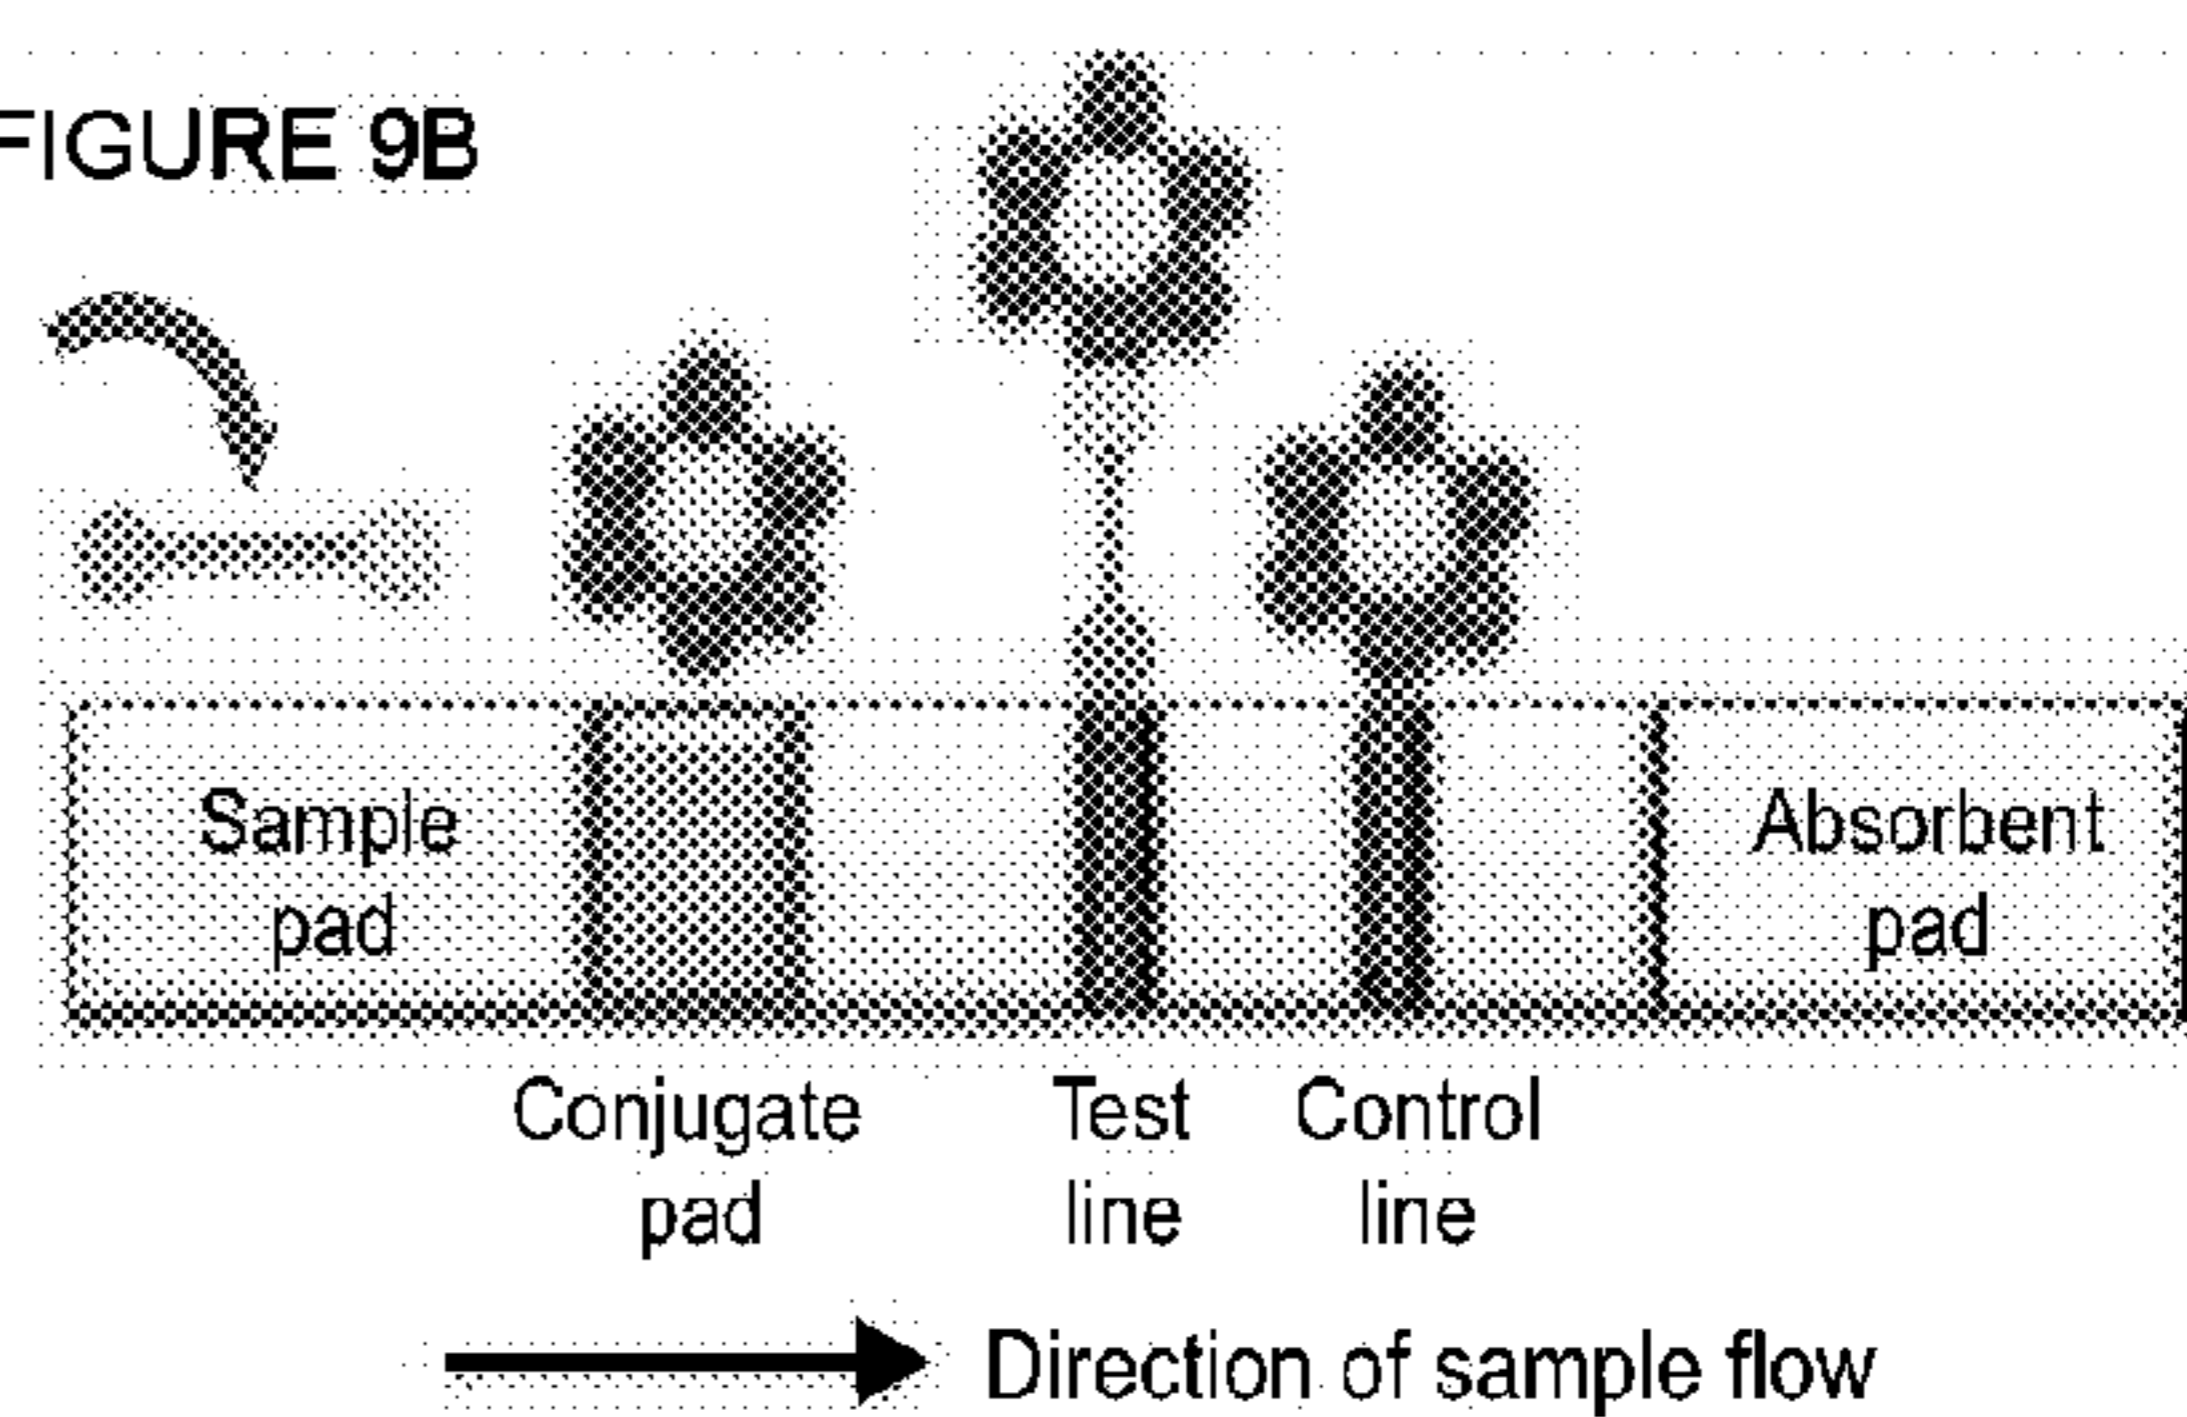 FIGURE 9B
Sample
pad
Absorbent
pad
Conjugate
pad
Test
line
Control
line
Direction of sample flow